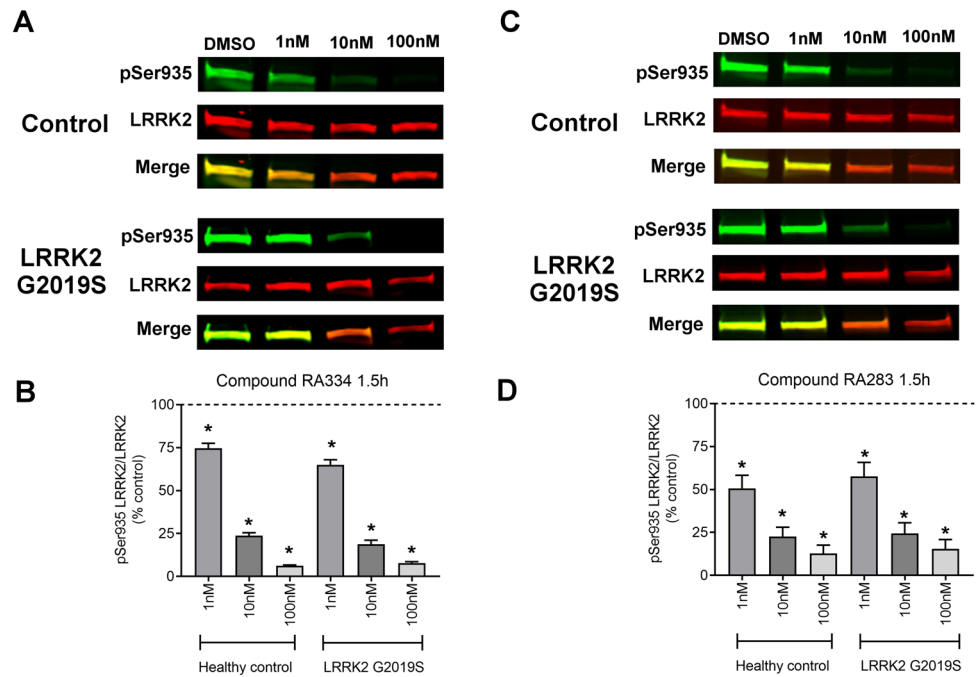 A
DMSO 1nM 10nM 100nM
pSer935
Control
LRRK2
Merge
pSer935
LRRK2
G2019S
LRRK2
Merge
B
Compound RA334 1.5h
pSer935 LRRK2/LRRK2
(% control)
100
75
50
25
0
* * * * * *
1nM 10nM 100nM 1nM 10nM 100nM
Healthy control LRRK2 G2019S
C
DMSO 1nM 10nM 100nM
pSer935
Control
LRRK2
Merge
pSer935
LRRK2
G2019S
LRRK2
Merge
D
Compound RA283 1.5h
pSer935 LRRK2/LRRK2
(% control)
100
75
50
25
0
* * * * * *
1nM 10nM 100nM 1nM 10nM 100nM
Healthy control LRRK2 G2019S